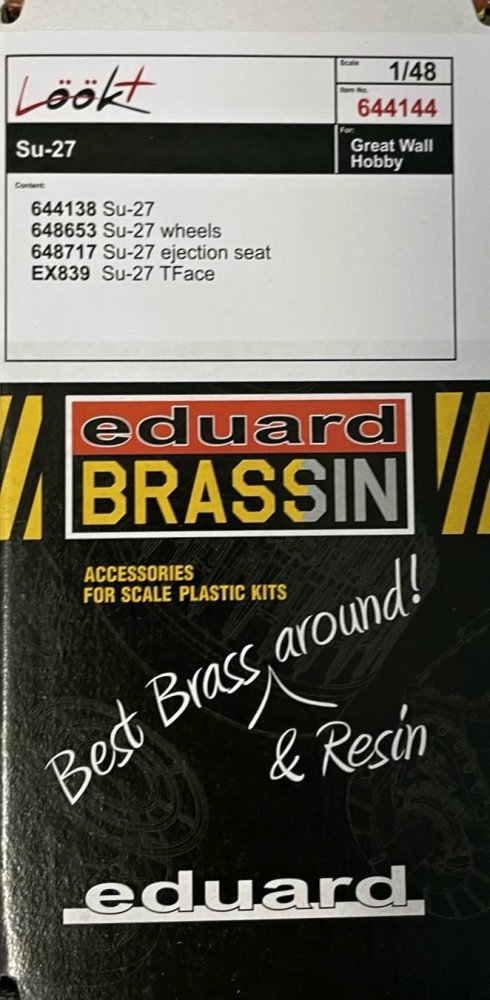 Löök+
Scale
1/48
Item No.
644144
Su-27
For:
Great Wall
Hobby
Content:
644138 Su-27
648653 Su-27 wheels
648717 Su-27 ejection seat
EX839 Su-27 TFace
eduard
BRASSIN
ACCESSORIES
FOR SCALE PLASTIC KITS
Best Brass around!
& Resin
eduard